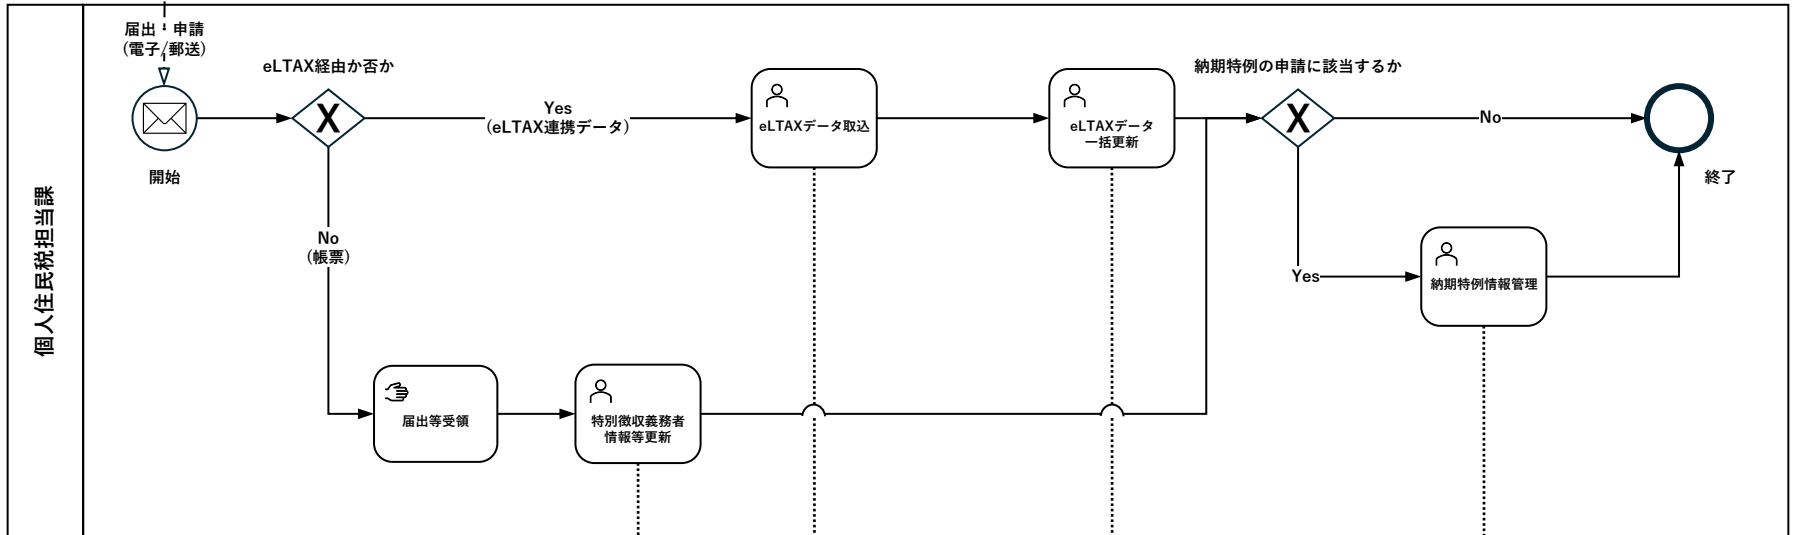 届出・申請
（電子/郵送）
eLTAX経由か否か
納期特例の申請に該当するか
X
Yes
（eLTAX連携データ）
eLTAXデータ取込
eLTAXデータ
一括更新
X
No
開始
終了
個人住民税担当課
No
（帳票）
Yes
納期特例情報管理
届出等受領
特別徴収義務者
情報等更新